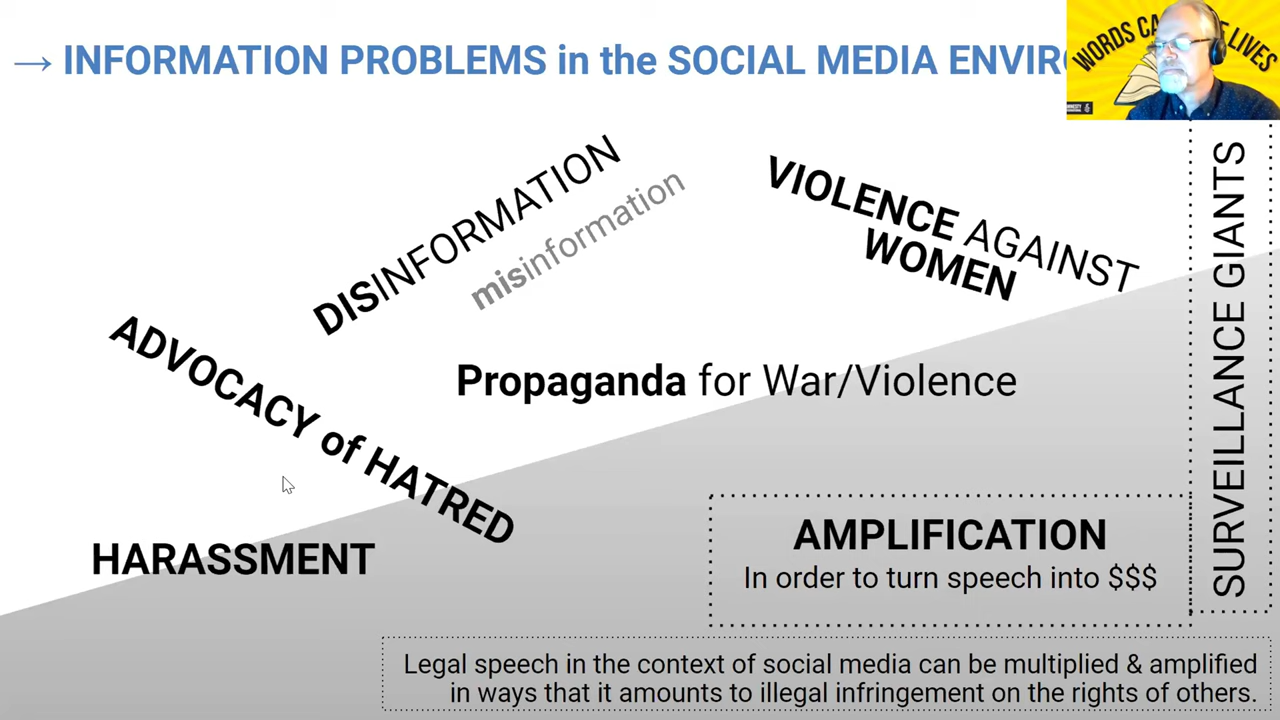 → INFORMATION PROBLEMS in the SOCIAL MEDIA
WORDS
LIVES
DISINFORMATION
misinformation
VIOLENCE AGAINST
WOMEN
SURVEILLANCE GIANTS
ADVOCACY of HATRED
Propaganda for War/Violence
HARASSMENT
AMPLIFICATION
In order to turn speech into $$$
Legal speech in the context of social media can be multiplied & amplified
in ways that it amounts to illegal infringement on the rights of others.